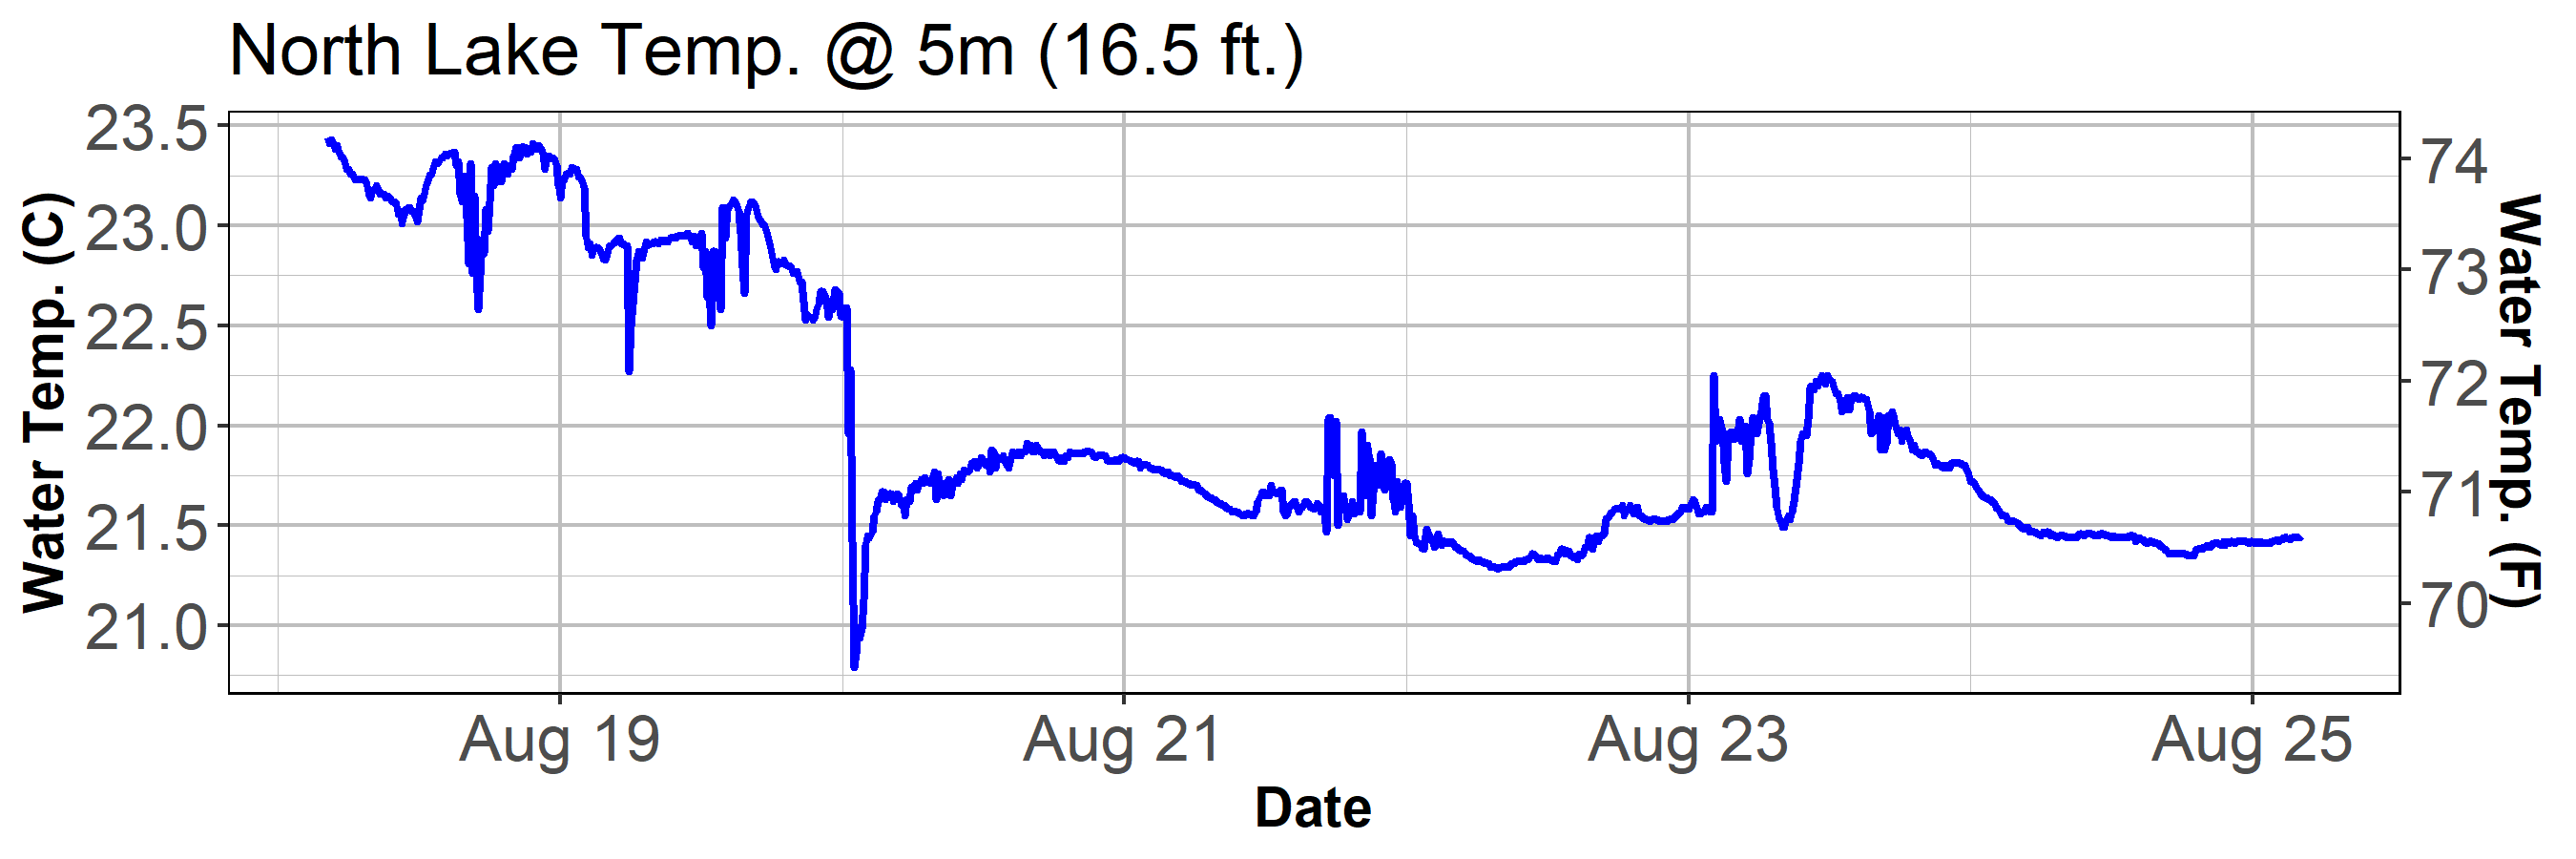 North Lake Temp. @ 5m (16.5 ft.)
Water Temp. (C)
23.5
23.0
22.5
22.0
21.5
21.0
74
73
72
71
70
Water Temp. (F)
Aug 19
Aug 21
Aug 23
Aug 25
Date